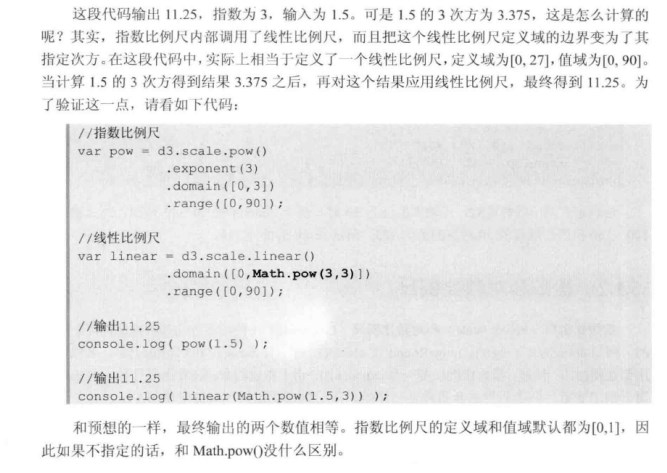 这段代码输出 11.25，指数为 3，输入为 1.5。可是 1.5 的 3 次方为 3.375，这是怎么计算的
呢？其实，指数比例尺内部调用了线性比例尺，而且把这个线性比例尺定义域的边界变为了其
指定次方。在这段代码中，实际上相当于定义了一个线性比例尺，定义域为[0, 27]，值域为[0, 90]。
当计算 1.5 的 3 次方得到结果 3.375 之后，再对这个结果应用线性比例尺，最终得到 11.25。为
了验证这一点，请看如下代码：
//指数比例尺
var pow = d3.scale.pow()
.exponent(3)
.domain([0,3])
.range([0,90]);
//线性比例尺
var linear = d3.scale.linear()
.domain([0,Math.pow(3,3)])
.range([0,90]);
//输出11.25
console.log( pow(1.5) );
//输出11.25
console.log( linear(Math.pow(1.5,3)) );
和预想的一样，最终输出的两个数值相等。指数比例尺的定义域和值域默认都为[0,1]，因
此如果不指定的话，和 Math.pow()没什么区别。